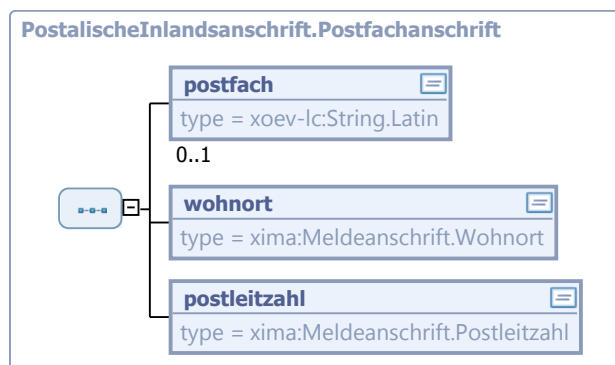 PostalischeInlandsanschrift.Postfachanschrift
postfach
type = xoev-lc:String.Latin
0..1
wohnort
type = xima:Meldeanschrift.Wohnort
postleitzahl
type = xima:Meldeanschrift.Postleitzahl